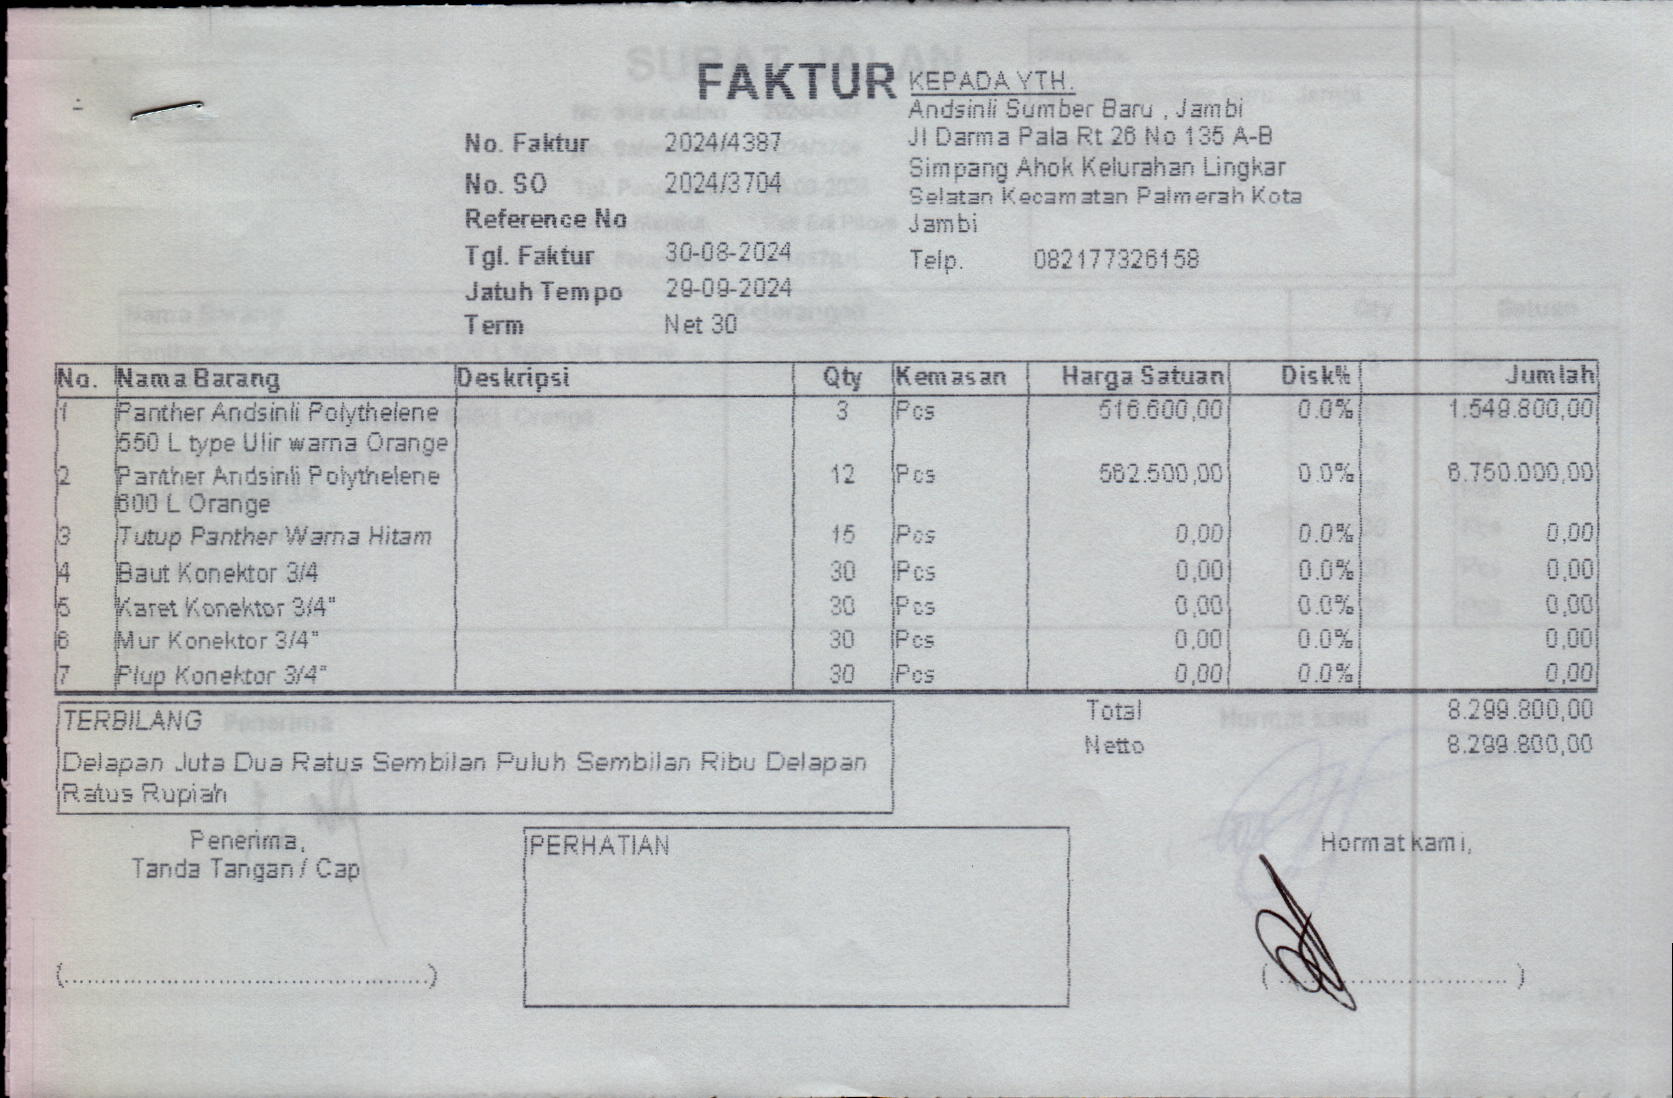 FAKTUR
KEPADA YTH.
Andsinli Sumber Baru , Jambi
Jl Darma Pala Rt 26 No 135 A-B
Simpang Ahok Kelurahan Lingkar
Selatan Kecamatan Palmerah Kota
Jambi
Telp. 082177326158
No. Faktur 2024/4387
No. SO 2024/3704
Reference No
Tgl. Faktur 30-08-2024
Jatuh Tempo 29-09-2024
Term Net 30
No. Nama Barang Deskripsi Qty Kemasan Harga Satuan Disk% Jumlah
1 Panther Andsinli Polythelene 3 Pcs 516.600,00 0.0% 1.549.800,00
550 L type Ulir warna Orange
2 Panther Andsinli Polythelene 12 Pcs 562.500,00 0.0% 6.750.000,00
600 L Orange
3 Tutup Panther Warna Hitam 15 Pcs 0,00 0.0% 0,00
4 Baut Konektor 3/4 30 Pcs 0,00 0.0% 0,00
5 Karet Konektor 3/4" 30 Pcs 0,00 0.0% 0,00
6 Mur Konektor 3/4" 30 Pcs 0,00 0.0% 0,00
7 Plup Konektor 3/4" 30 Pcs 0,00 0.0% 0,00
Total 8.299.800,00
Netto 8.299.800,00
TERBILANG
Delapan Juta Dua Ratus Sembilan Puluh Sembilan Ribu Delapan
Ratus Rupiah
Penerima,
Tanda Tangan / Cap
PERHATIAN
Hormat kami,
(................................................)
(................................)